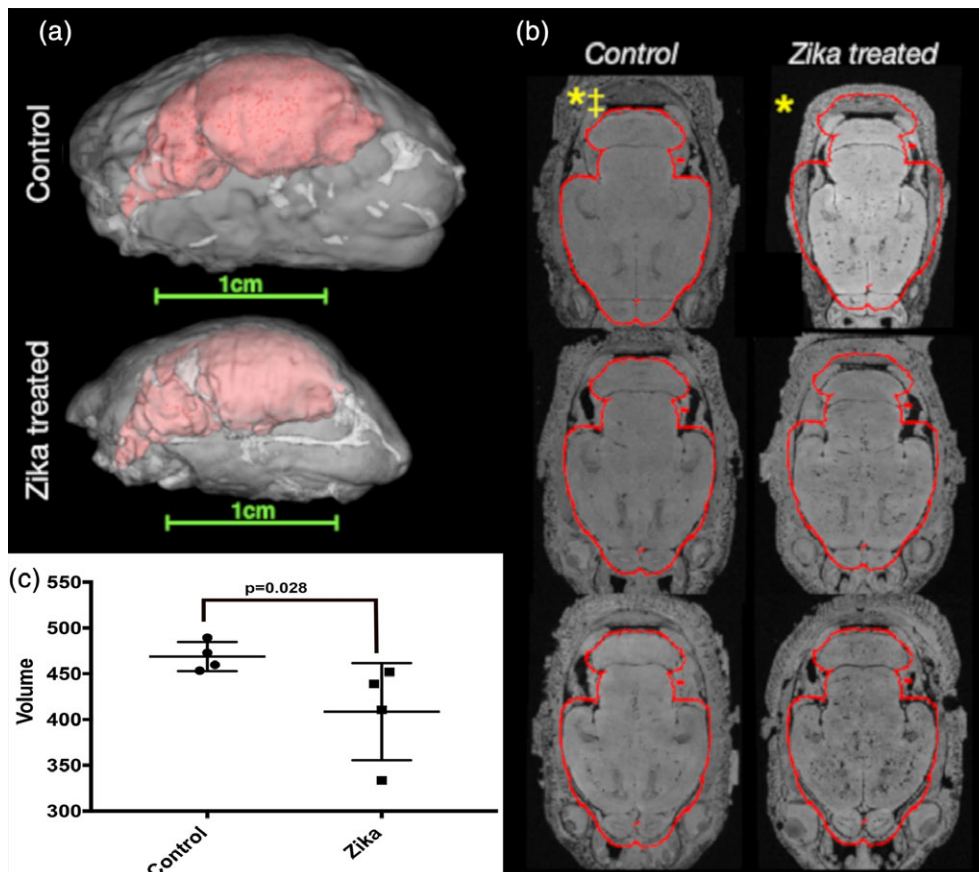 (a)
Control
1cm
Zika treated
1cm
(b)
Control
Zika treated
*‡
*
(c)
550
500
450
400
350
300
Volume
p=0.028
Control
Zika